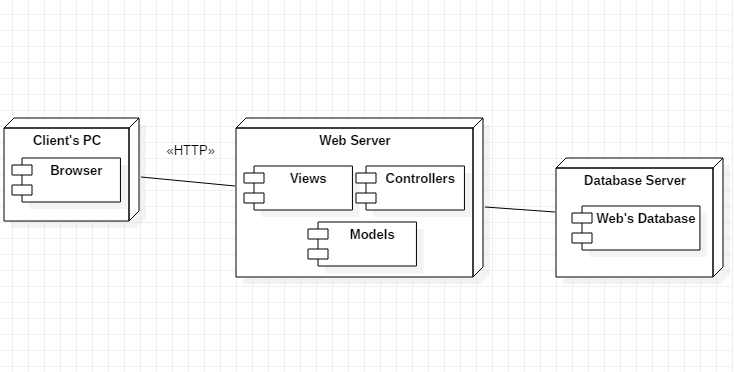 Client's PC
Browser
«HTTP»
Web Server
Views
Controllers
Models
Database Server
Web's Database